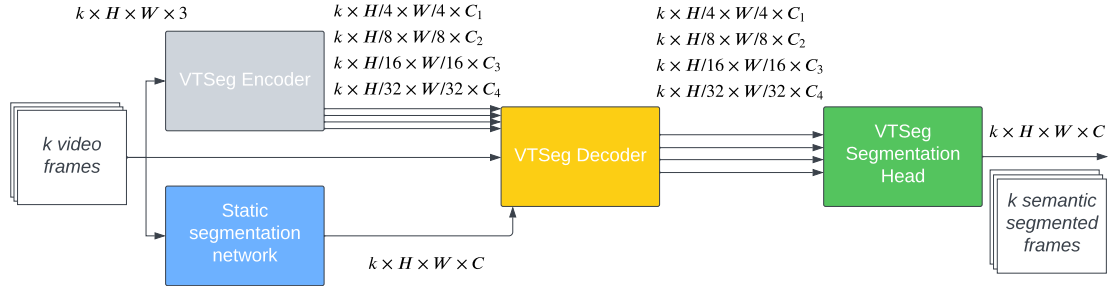 k × H × W × 3
k × H/4 × W/4 × C₁
k × H/8 × W/8 × C₂
k × H/16 × W/16 × C₃
k × H/32 × W/32 × C₄
k × H/4 × W/4 × C₁
k × H/8 × W/8 × C₂
k × H/16 × W/16 × C₃
k × H/32 × W/32 × C₄
VTSeg Encoder
k video
frames
VTSeg Decoder
VTSeg
Segmentation
Head
k × H × W × C
Static
segmentation
network
k × H × W × C
k semantic
segmented
frames